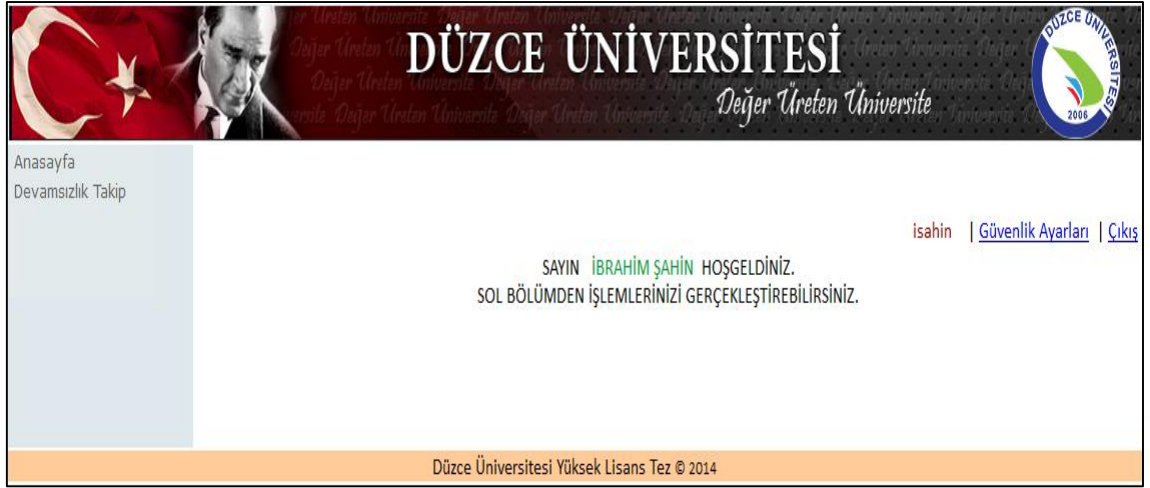 DÜZCE ÜNİVERSİTESİ
Değer Üreten Üniversite
DÜZCE ÜNİVERSİTESİ
2006
Anasayfa
Devamsızlık Takip
isahin | Güvenlik Ayarları | Çıkış
SAYIN İBRAHİM ŞAHİN HOŞGELDİNİZ.
SOL BÖLÜMDEN İŞLEMLERİNİZİ GERÇEKLEŞTİREBİLİRSİNİZ.
Düzce Üniversitesi Yüksek Lisans Tez © 2014